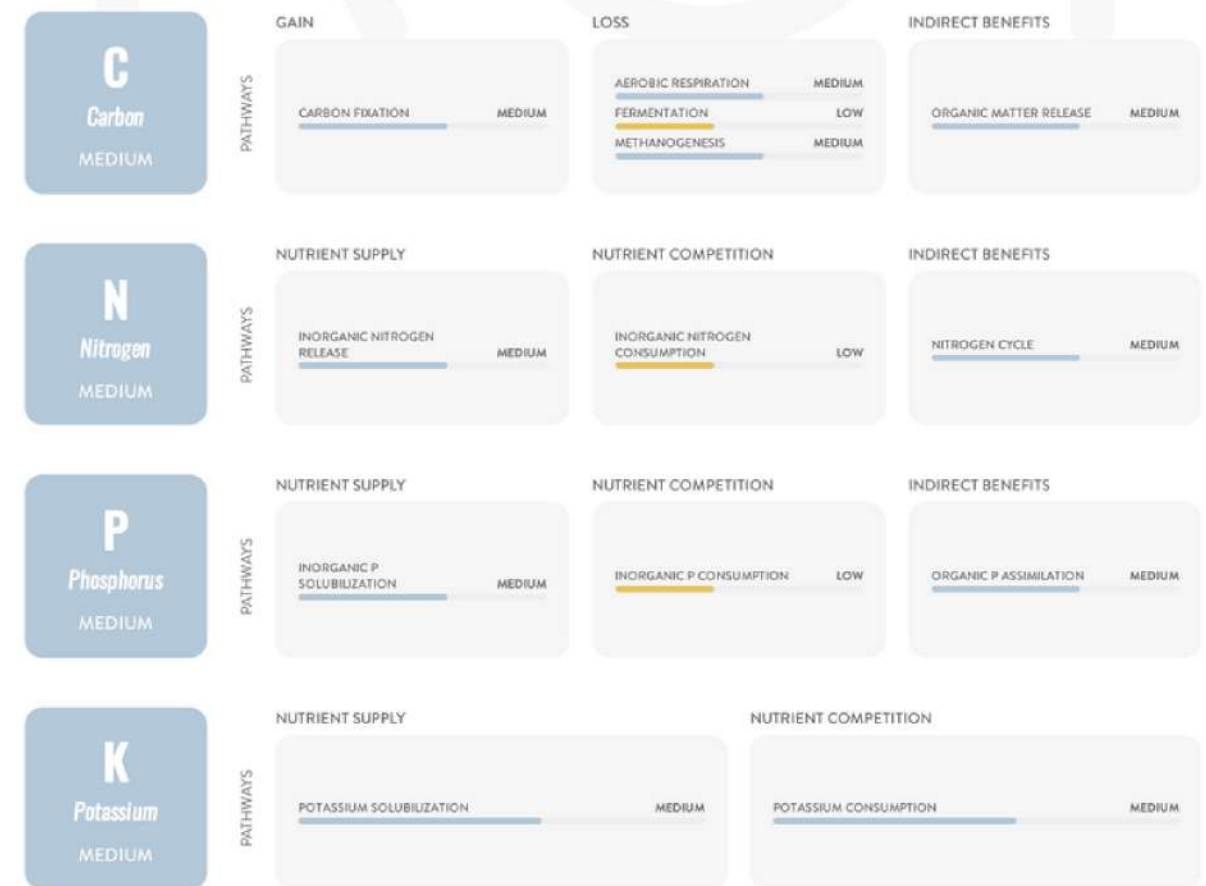 GAIN
LOSS
INDIRECT BENEFITS
C
Carbon
MEDIUM
PATHWAYS
CARBON FIXATION MEDIUM
AEROBIC RESPIRATION MEDIUM
FERMENTATION LOW
METHANOGENESIS MEDIUM
ORGANIC MATTER RELEASE MEDIUM
NUTRIENT SUPPLY
NUTRIENT COMPETITION
INDIRECT BENEFITS
N
Nitrogen
MEDIUM
PATHWAYS
INORGANIC NITROGEN
RELEASE MEDIUM
INORGANIC NITROGEN
CONSUMPTION LOW
NITROGEN CYCLE MEDIUM
NUTRIENT SUPPLY
NUTRIENT COMPETITION
INDIRECT BENEFITS
P
Phosphorus
MEDIUM
PATHWAYS
INORGANIC P
SOLUBILIZATION MEDIUM
INORGANIC P CONSUMPTION LOW
ORGANIC P ASSIMILATION MEDIUM
NUTRIENT SUPPLY
NUTRIENT COMPETITION
K
Potassium
MEDIUM
PATHWAYS
POTASSIUM SOLUBILIZATION MEDIUM
POTASSIUM CONSUMPTION MEDIUM